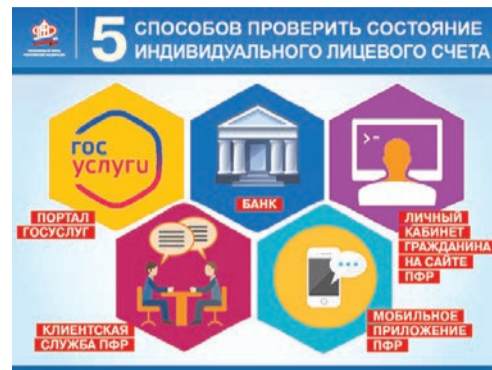 5 СПОСОБОВ ПРОВЕРИТЬ СОСТОЯНИЕ
ИНДИВИДУАЛЬНОГО ЛИЦЕВОГО СЧЕТА
гос
услуги
ПОРТАЛ
ГОСУСЛУГ
БАНК
ЛИЧНЫЙ
КАБИНЕТ
ГРАЖДАНИНА
НА САЙТЕ
ПФР
КЛИЕНТСКАЯ
СЛУЖБА ПФР
МОБИЛЬНОЕ
ПРИЛОЖЕНИЕ
ПФР